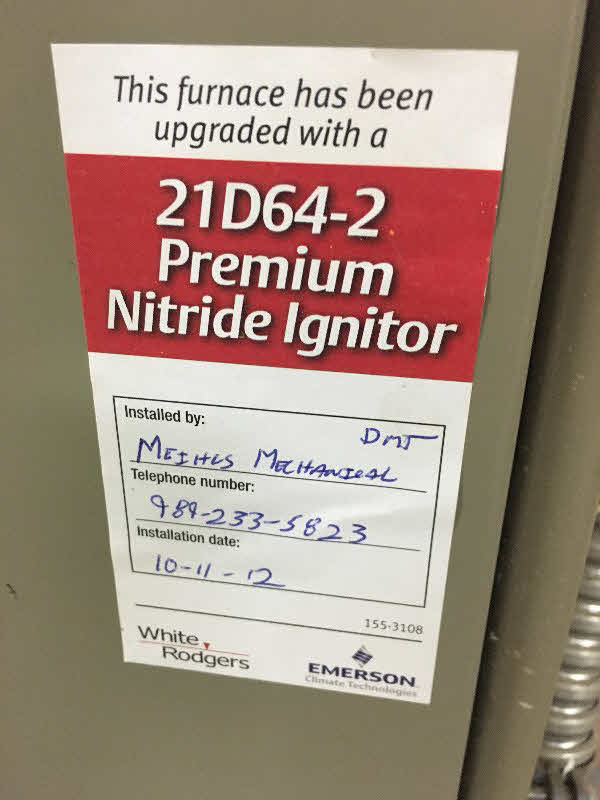 This furnace has been
upgraded with a
21D64-2
Premium
Nitride Ignitor
Installed by:
DMJ
MECHANICAL
Telephone number:
989-233-5823
Installation date:
10-11-12
155-3108
White
Rodgers
EMERSON
Climate Technologies